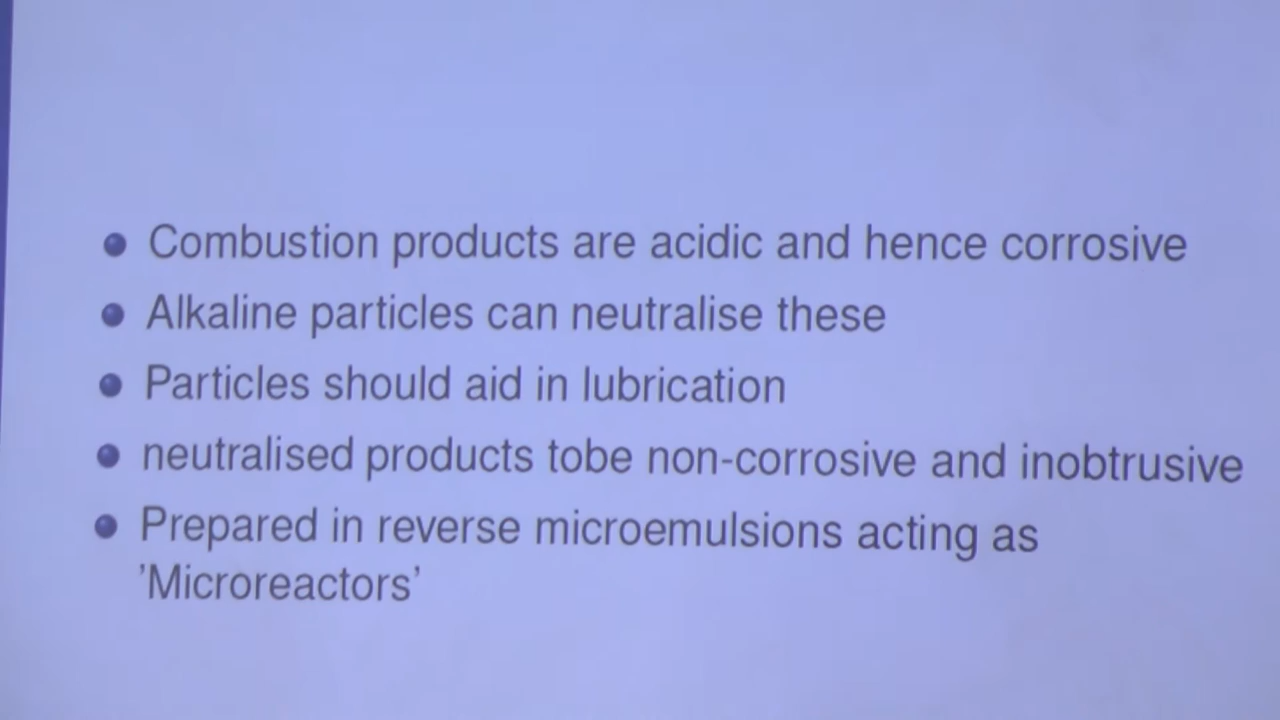 Combustion products are acidic and hence corrosive
Alkaline particles can neutralise these
Particles should aid in lubrication
neutralised products tobe non-corrosive and inobtrusive
Prepared in reverse microemulsions acting as
'Microreactors'